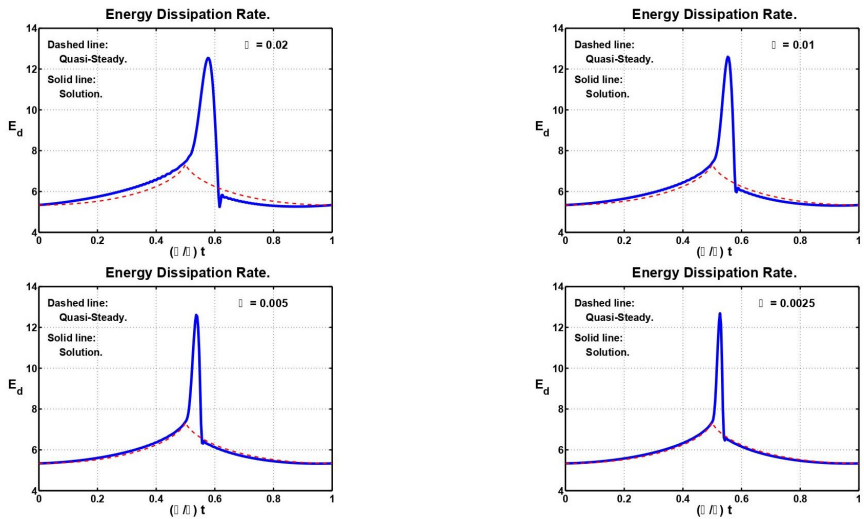 Energy Dissipation Rate.
14
12
10
8
6
4
E_d
Dashed line:
Quasi-Steady.
Solid line:
Solution.
= 0.02
0 0.2 0.4 0.6 0.8 1
( / ) t
Energy Dissipation Rate.
14
12
10
8
6
4
E_d
Dashed line:
Quasi-Steady.
Solid line:
Solution.
= 0.01
0 0.2 0.4 0.6 0.8 1
( / ) t
Energy Dissipation Rate.
14
12
10
8
6
4
E_d
Dashed line:
Quasi-Steady.
Solid line:
Solution.
= 0.005
0 0.2 0.4 0.6 0.8 1
( / ) t
Energy Dissipation Rate.
14
12
10
8
6
4
E_d
Dashed line:
Quasi-Steady.
Solid line:
Solution.
= 0.0025
0 0.2 0.4 0.6 0.8 1
( / ) t